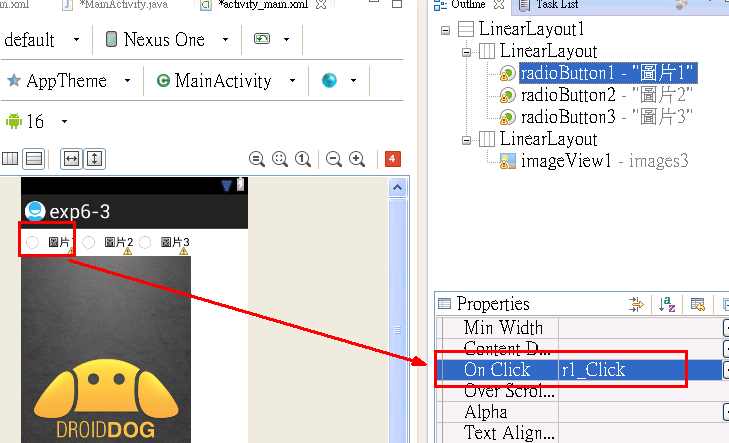 n.xml
*MainActivity.java
*activity_main.xml
default
Nexus One
AppTheme
MainActivity
16
1
4
exp6-3
圖片1
圖片2
圖片3
DROIDDOG
Outline
Task List
LinearLayout1
LinearLayout
radioButton1 - "圖片1"
radioButton2 - "圖片2"
radioButton3 - "圖片3"
LinearLayout
imageView1 - images3
Properties
Min Width
Content D...
On Click r1_Click
Over Scrol...
Alpha
Text Align...